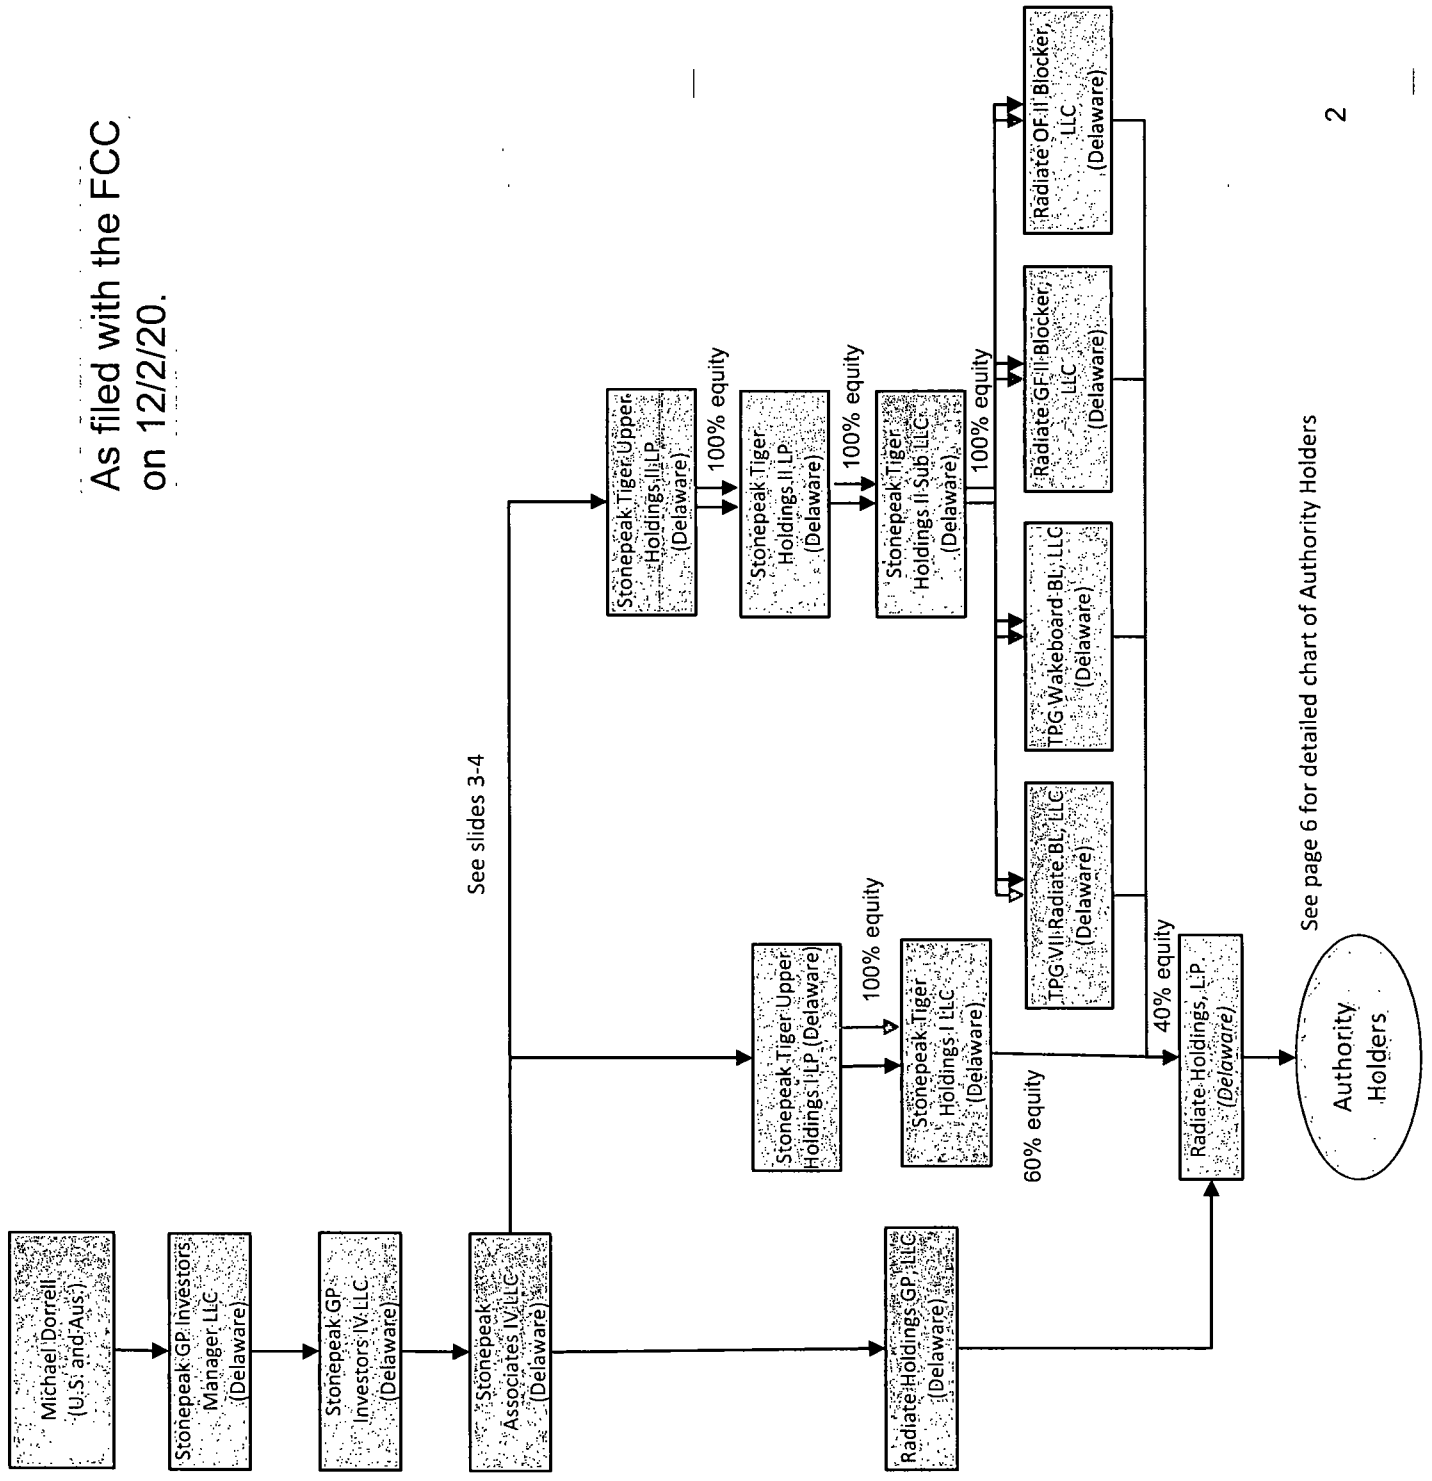 As filed with the FCC
on 12/2/20.
Michael Dorrell
(U.S. and Aus.)
Stonepeak GP Investors
Manager LLC
(Delaware)
Stonepeak GP
Investors IV LLC
(Delaware)
Stonepeak
Associates IV LLC
(Delaware)
See slides 3-4
Stonepeak Tiger Upper
Holdings II LP
(Delaware)
100% equity
Stonepeak Tiger
Holdings II LP
(Delaware)
100% equity
Stonepeak Tiger
Holdings II Sub LLC
(Delaware)
100% equity
Stonepeak Tiger Upper
Holdings I LP (Delaware)
100% equity
Stonepeak Tiger
Holdings I LLC
(Delaware)
60% equity
Radiate Holdings GP, LLC
(Delaware)
TPG VII Radiate BL, LLC
(Delaware)
TPG Wakeboard BL, LLC
(Delaware)
Radiate GF II Blocker,
LLC
(Delaware)
Radiate OF II Blocker,
LLC
(Delaware)
40% equity
Radiate Holdings, L.P.
(Delaware)
Authority
Holders
See page 6 for detailed chart of Authority Holders
2